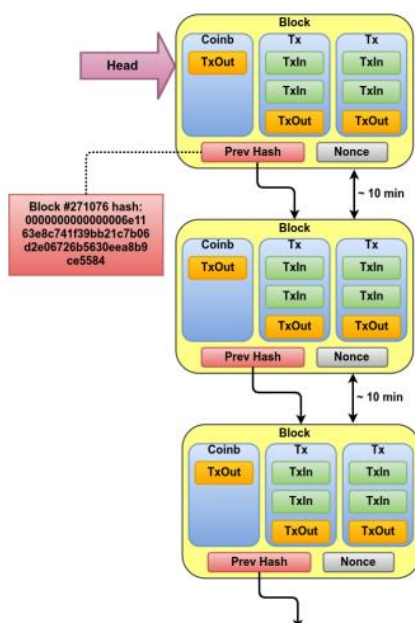 Block
Head
Coinb Tx Tx
TxOut TxIn TxIn
TxIn TxIn
TxOut TxOut
Prev Hash Nonce
Block #271076 hash:
0000000000000006e11
63e8c741f39bb21c7b06
d2e06726b5630eea8b9
ce5584
~ 10 min
Block
Coinb Tx Tx
TxOut TxIn TxIn
TxIn TxIn
TxOut TxOut
Prev Hash Nonce
~ 10 min
Block
Coinb Tx Tx
TxOut TxIn TxIn
TxIn TxIn
TxOut TxOut
Prev Hash Nonce